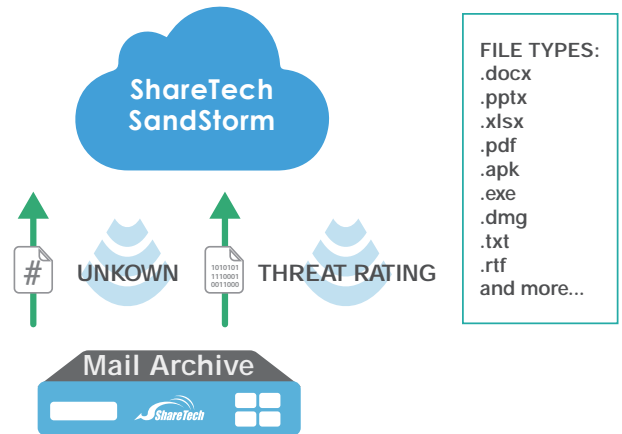 ShareTech
SandStorm
FILE TYPES:
.docx
.pptx
.xlsx
.pdf
.apk
.exe
.dmg
.txt
.rtf
and more...
#
UNKOWN
1010101
1110001
0011000
THREAT RATING
Mail Archive
ShareTech